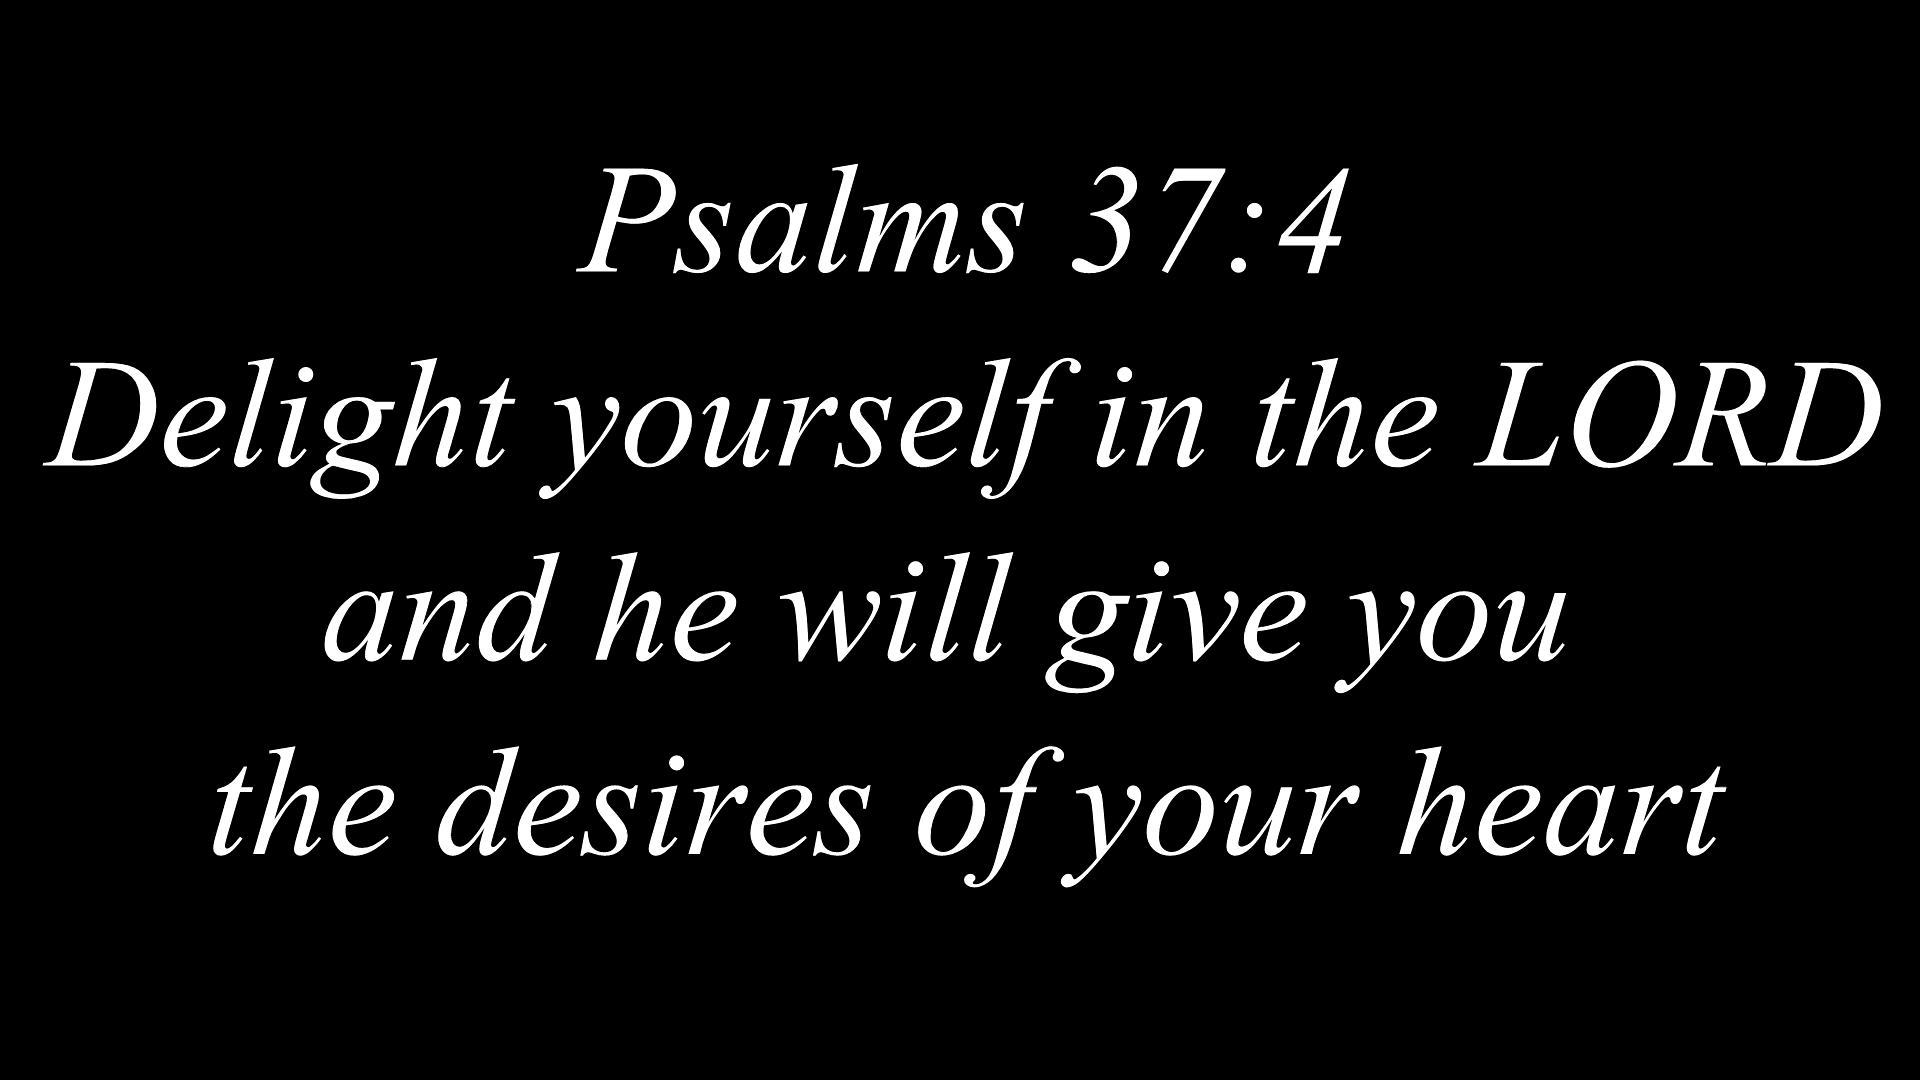 Psalms 37:4
Delight yourself in the LORD
and he will give you
the desires of your heart